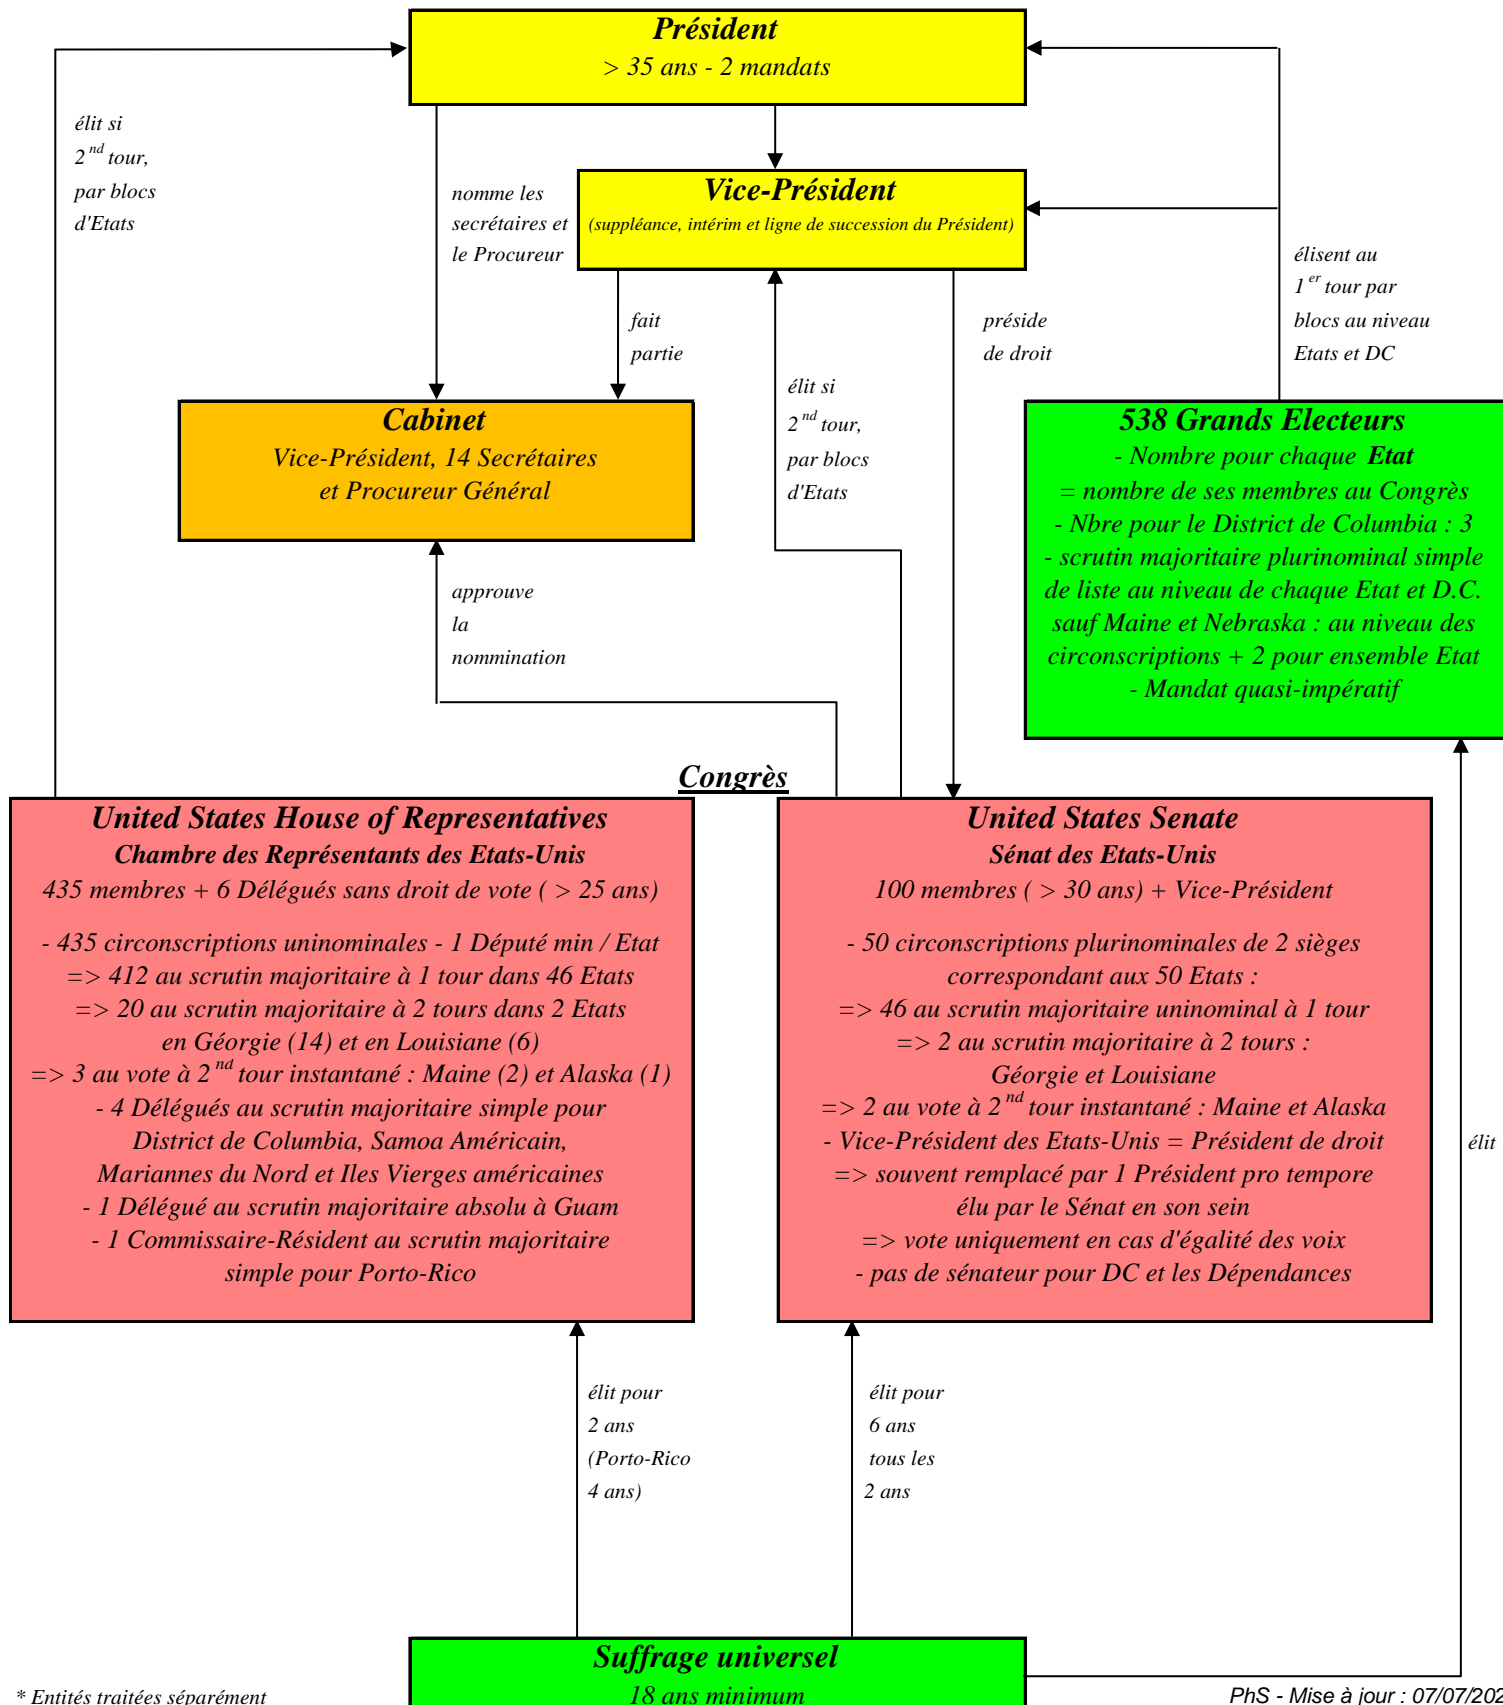 Président
> 35 ans - 2 mandats
élit si
2nd tour,
par blocs
d'Etats
nomme les
secrétaires et
le Procureur
Vice-Président
(suppléance, intérim et ligne de succession du Président)
élisent au
1er tour par
blocs au niveau
Etats et DC
fait
partie
préside
de droit
élit si
2nd tour,
par blocs
d'Etats
Cabinet
Vice-Président, 14 Secrétaires
et Procureur Général
538 Grands Electeurs
- Nombre pour chaque Etat
= nombre de ses membres au Congrès
- Nbre pour le District de Columbia : 3
- scrutin majoritaire plurinominal simple
de liste au niveau de chaque Etat et D.C.
sauf Maine et Nebraska : au niveau des
circonscriptions + 2 pour ensemble Etat
- Mandat quasi-impératif
approuve
la
nommination
Congrès
United States House of Representatives
Chambre des Représentants des Etats-Unis
435 membres + 6 Délégués sans droit de vote ( > 25 ans)
- 435 circonscriptions uninominales - 1 Député min / Etat
=> 412 au scrutin majoritaire à 1 tour dans 46 Etats
=> 20 au scrutin majoritaire à 2 tours dans 2 Etats
en Géorgie (14) et en Louisiane (6)
=> 3 au vote à 2nd tour instantané : Maine (2) et Alaska (1)
- 4 Délégués au scrutin majoritaire simple pour
District de Columbia, Samoa Américain,
Mariannes du Nord et Iles Vierges américaines
- 1 Délégué au scrutin majoritaire absolu à Guam
- 1 Commissaire-Résident au scrutin majoritaire
simple pour Porto-Rico
United States Senate
Sénat des Etats-Unis
100 membres ( > 30 ans) + Vice-Président
- 50 circonscriptions plurinominales de 2 sièges
correspondant aux 50 Etats :
=> 46 au scrutin majoritaire uninominal à 1 tour
=> 2 au scrutin majoritaire à 2 tours :
Géorgie et Louisiane
=> 2 au vote à 2nd tour instantané : Maine et Alaska
- Vice-Président des Etats-Unis = Président de droit
=> souvent remplacé par 1 Président pro tempore
élu par le Sénat en son sein
=> vote uniquement en cas d'égalité des voix
- pas de sénateur pour DC et les Dépendances
élit
élit pour
2 ans
(Porto-Rico
4 ans)
élit pour
6 ans
tous les
2 ans
Suffrage universel
18 ans minimum
* Entités traitées séparément
PhS - Mise à jour : 07/07/202